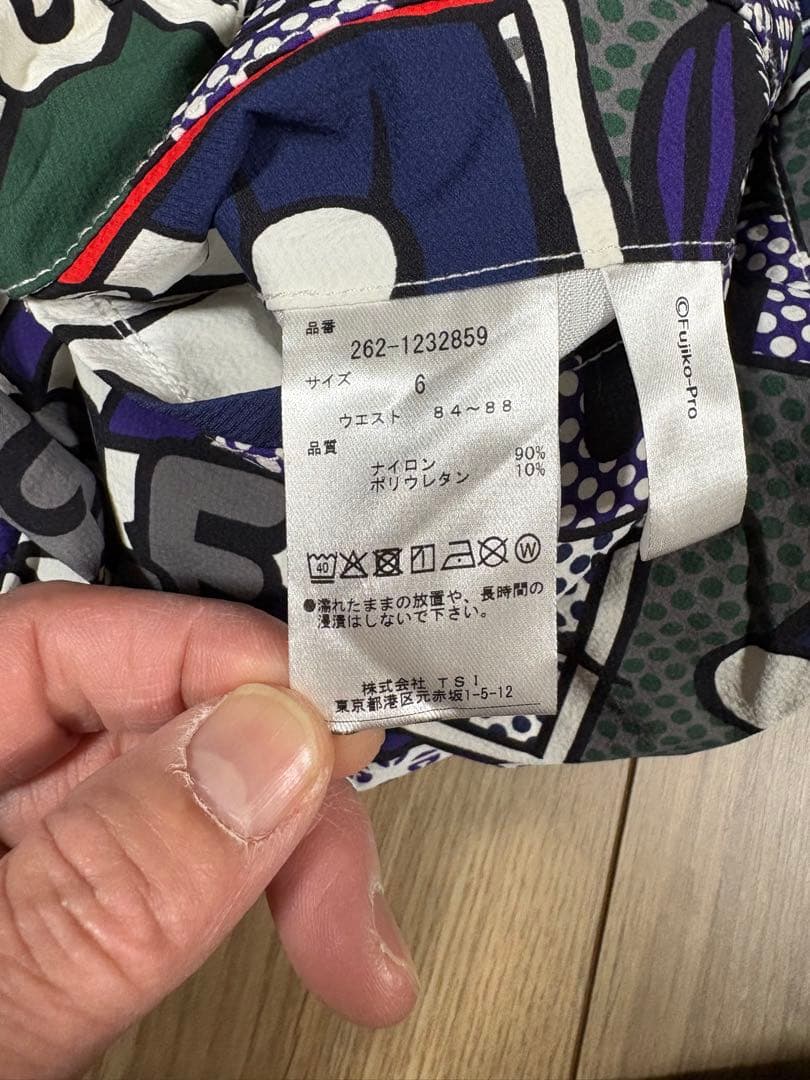 品番
262-1232859
サイズ 6
ウエスト 84～88
品質
ナイロン 90%
ポリウレタン 10%
40 W
●濡れたままの放置や、長時間の
浸漬はしないで下さい。
株式会社 TSI
東京都港区元赤坂1-5-12
©Fujiko-Pro